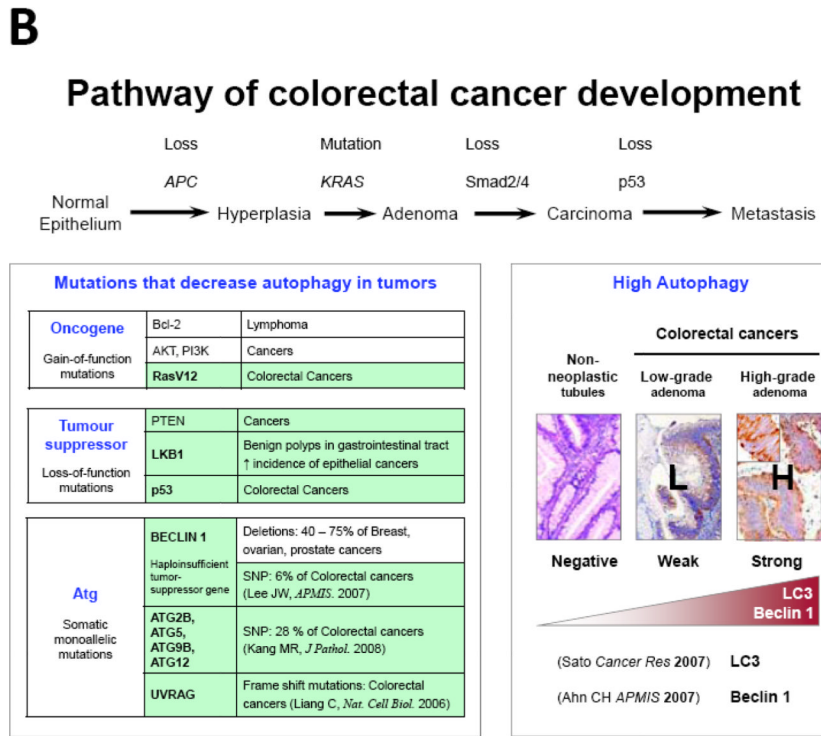 B
Pathway of colorectal cancer development
Loss Mutation Loss Loss
APC KRAS Smad2/4 p53
Normal
Epithelium
Hyperplasia Adenoma Carcinoma Metastasis
Mutations that decrease autophagy in tumors
Oncogene
Gain-of-function
mutations
Bcl-2 Lymphoma
AKT, PI3K Cancers
RasV12 Colorectal Cancers
Tumour
suppressor
Loss-of-function
mutations
PTEN Cancers
LKB1 Benign polyps in gastrointestinal tract
↑ incidence of epithelial cancers
p53 Colorectal Cancers
Atg
Somatic
monoallelic
mutations
BECLIN 1
Haploinsufficient
tumor-
suppressor gene
Deletions: 40 – 75% of Breast,
ovarian, prostate cancers
SNP: 6% of Colorectal cancers
(Lee JW, APMIS. 2007)
ATG2B,
ATG5,
ATG9B,
ATG12
SNP: 28 % of Colorectal cancers
(Kang MR, J Pathol. 2008)
UVRAG
Frame shift mutations: Colorectal
cancers (Liang C, Nat. Cell Biol. 2006)
High Autophagy
Colorectal cancers
Non-
neoplastic
tubules
Low-grade
adenoma
High-grade
adenoma
L H
Negative Weak Strong
LC3
Beclin 1
(Sato Cancer Res 2007) LC3
(Ahn CH APMIS 2007) Beclin 1